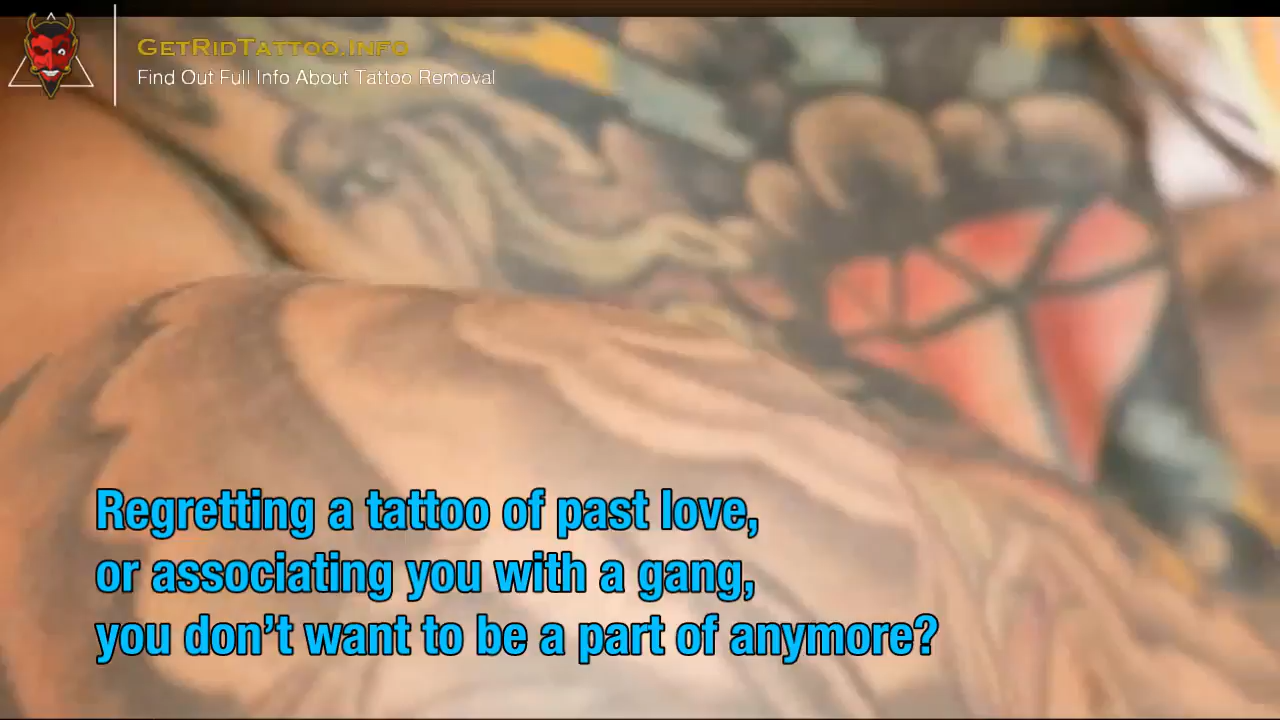 GetRidTattoo.Info
Find Out Full Info About Tattoo Removal
Regretting a tattoo of past love,
or associating you with a gang,
you don't want to be a part of anymore?